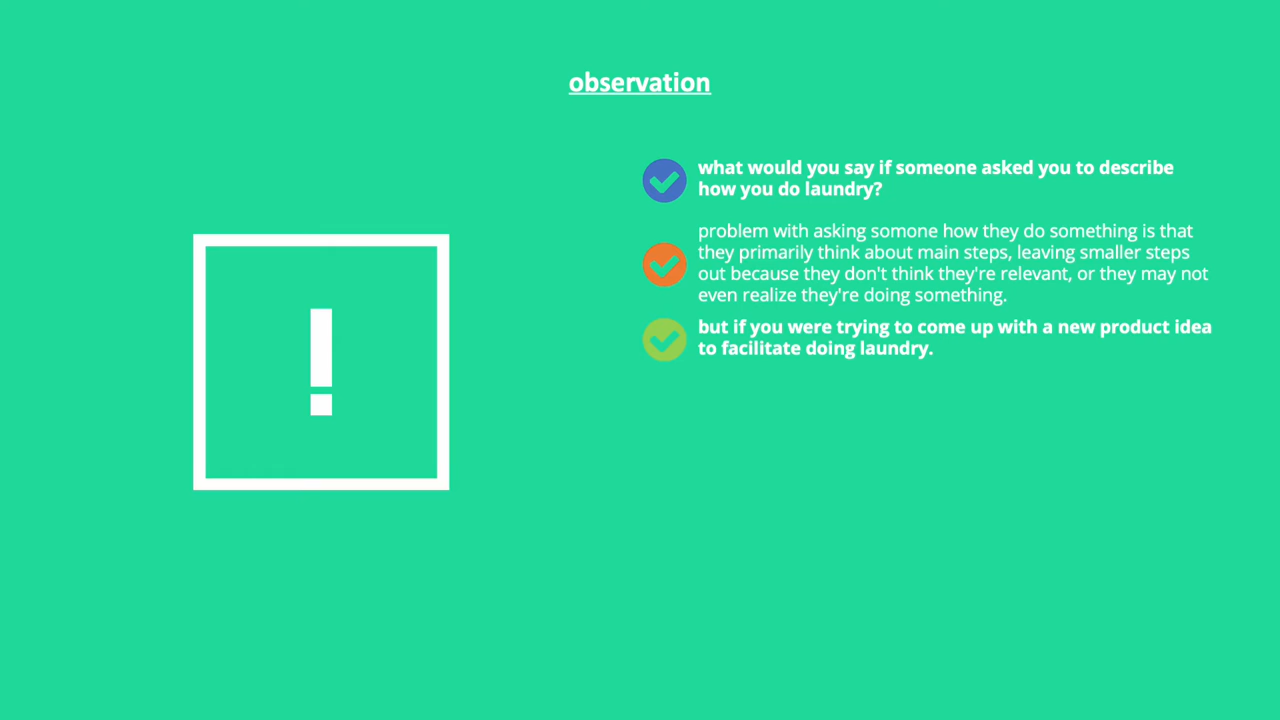 observation
what would you say if someone asked you to describe
how you do laundry?
problem with asking somone how they do something is that
they primarily think about main steps, leaving smaller steps
out because they don't think they're relevant, or they may not
even realize they're doing something.
but if you were trying to come up with a new product idea
to facilitate doing laundry.
!